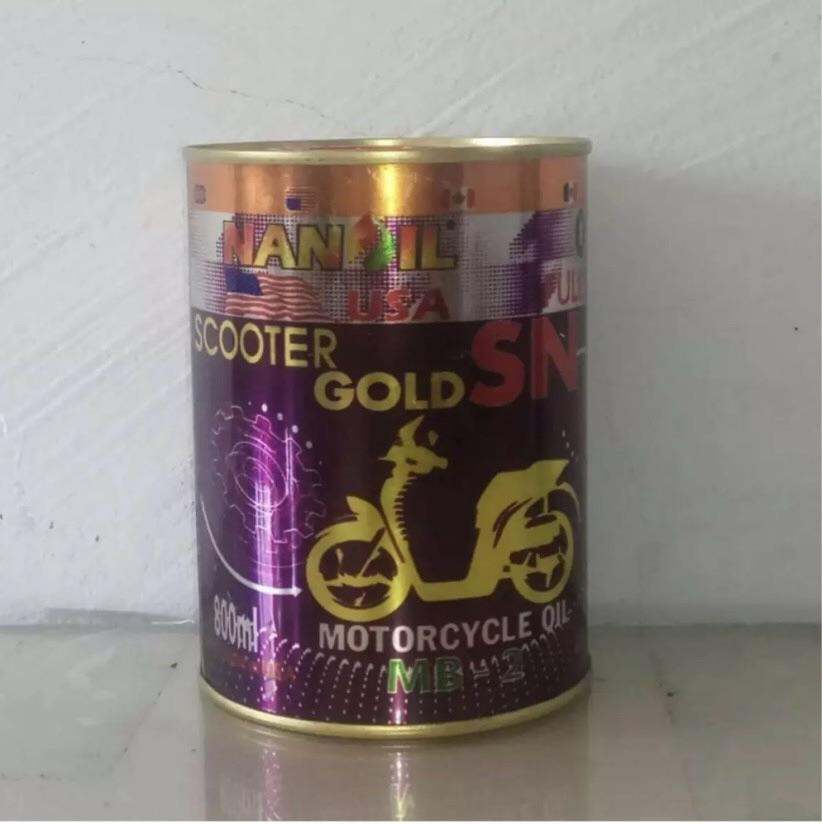 NANOIL
USA
SCOOTER
GOLD SN
800ml
MOTORCYCLE OIL
MB-2